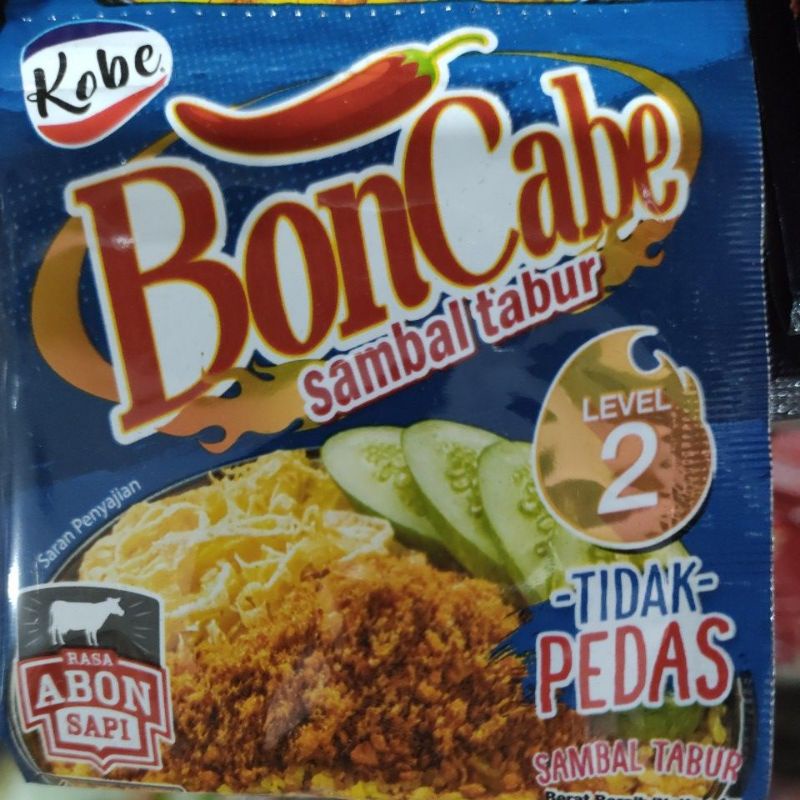 Kobe
BonCabe
sambal tabur
LEVEL
2
Saran Penyajian
-TIDAK-
PEDAS
RASA
ABON
SAPI
SAMBAL TABUR